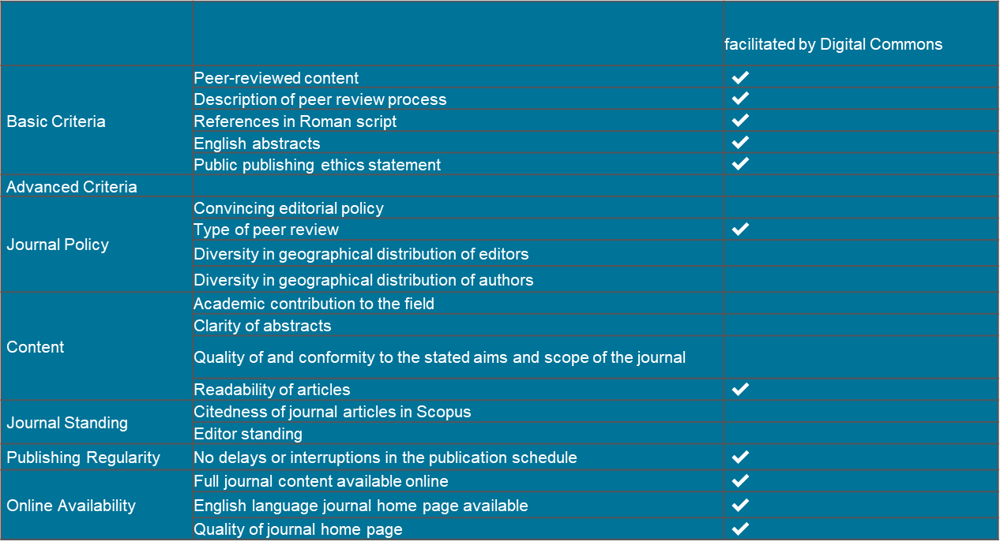 facilitated by Digital Commons
Basic Criteria
Peer-reviewed content ✔
Description of peer review process ✔
References in Roman script ✔
English abstracts ✔
Public publishing ethics statement ✔
Advanced Criteria
Journal Policy
Convincing editorial policy
Type of peer review ✔
Diversity in geographical distribution of editors
Diversity in geographical distribution of authors
Content
Academic contribution to the field
Clarity of abstracts
Quality of and conformity to the stated aims and scope of the journal
Readability of articles ✔
Journal Standing
Citedness of journal articles in Scopus
Editor standing
Publishing Regularity
No delays or interruptions in the publication schedule ✔
Online Availability
Full journal content available online ✔
English language journal home page available ✔
Quality of journal home page ✔